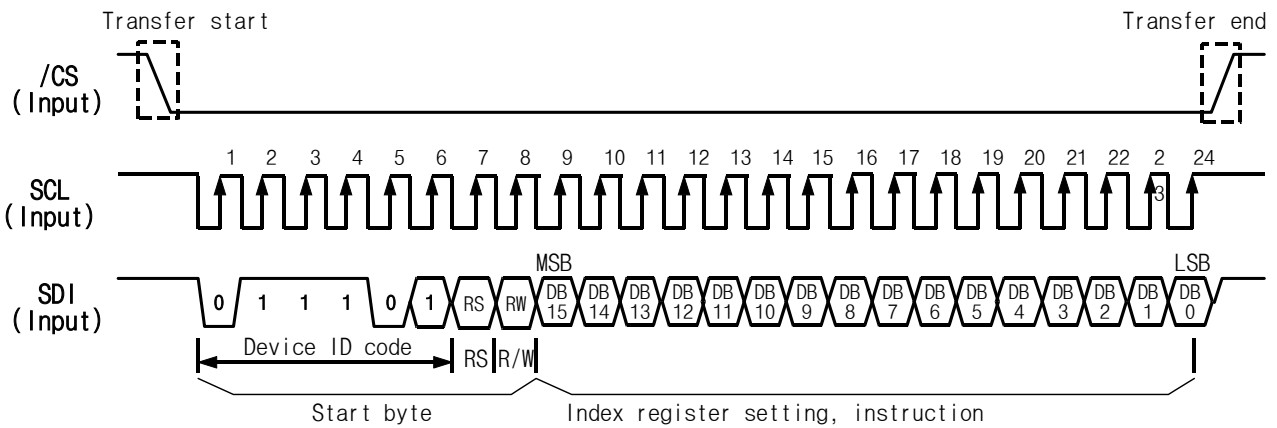 Transfer start Transfer end
/CS
(Input)
1 2 3 4 5 6 7 8 9 10 11 12 13 14 15 16 17 18 19 20 21 22 2 24
3
SCL
(Input)
MSB LSB
SDI
(Input)
0 1 1 1 0 1 RS RW DB DB DB DB DB DB DB DB DB DB DB DB DB DB DB DB
15 14 13 12 11 10 9 8 7 6 5 4 3 2 1 0
Device ID code RS R/W
Start byte Index register setting, instruction